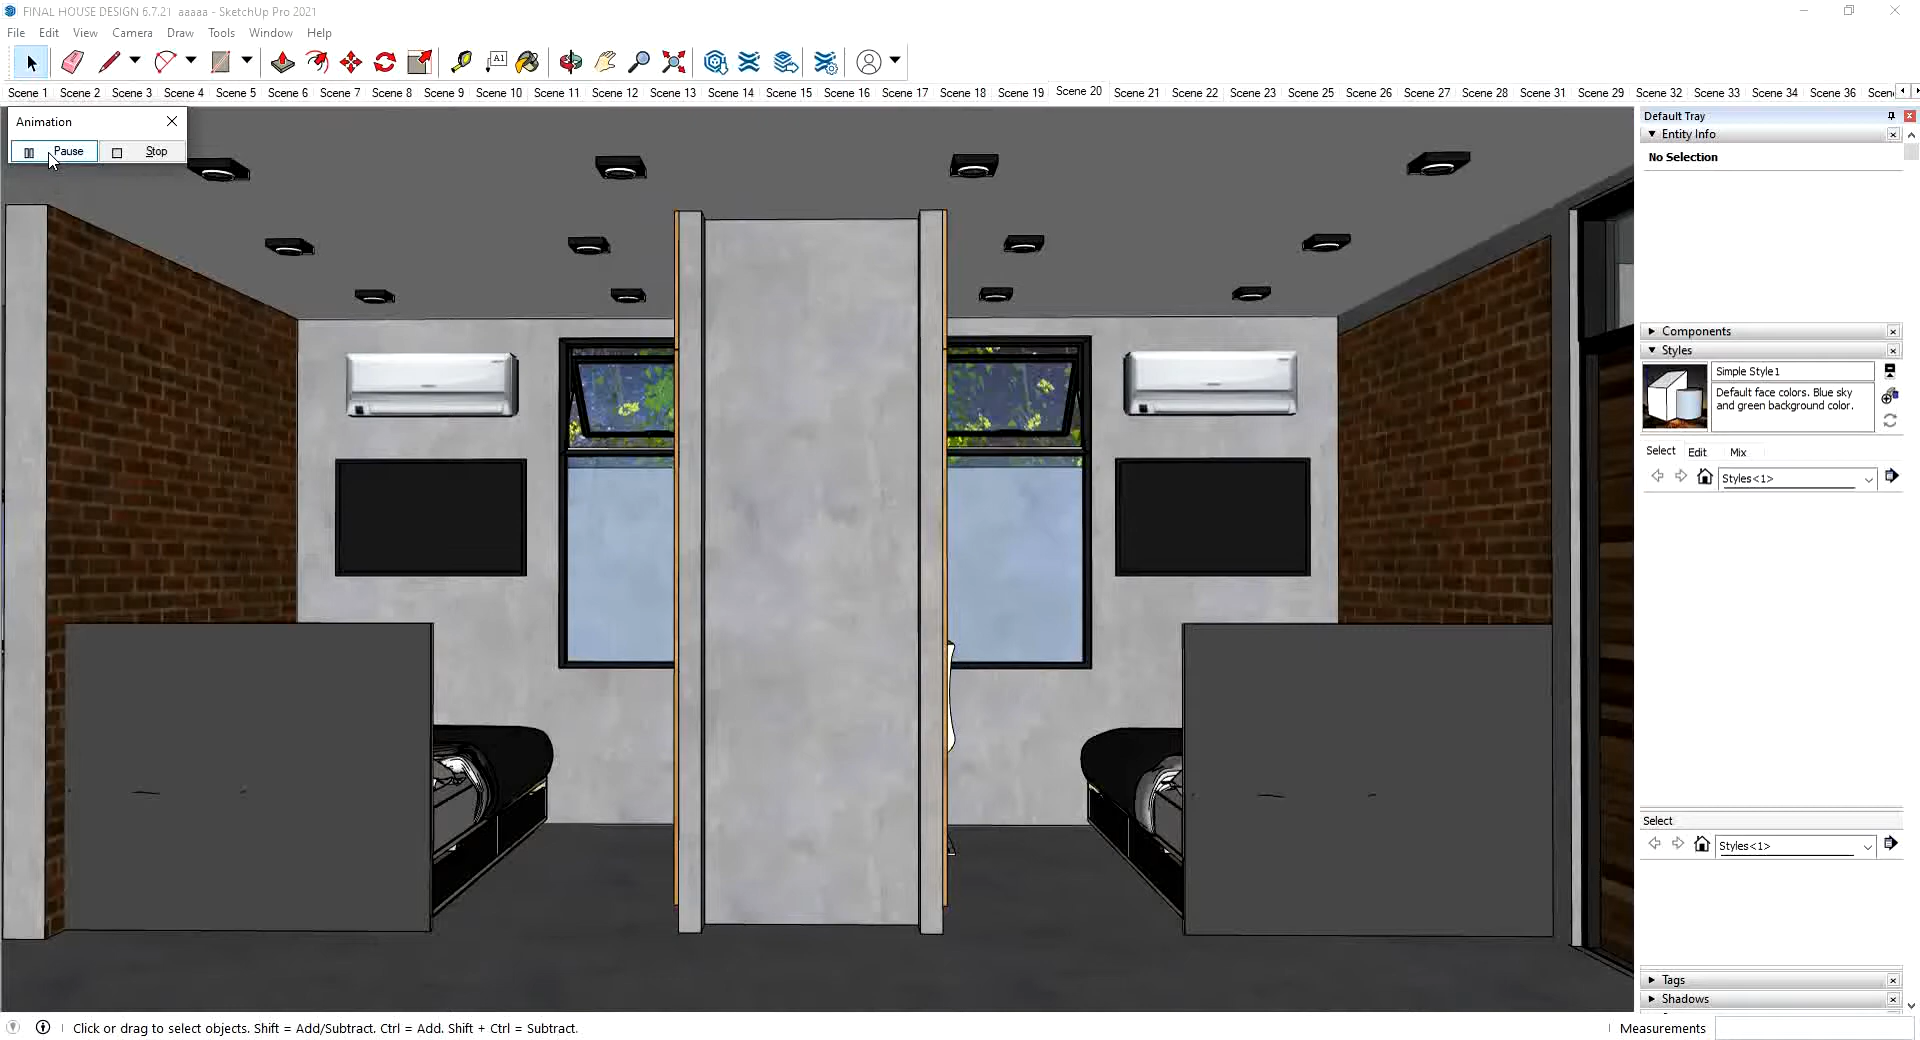 FINAL HOUSE DESIGN 6.7.21 aaaaa - SketchUp Pro 2021
File Edit View Camera Draw Tools Window Help
A1
Scene 1 Scene 2 Scene 3 Scene 4 Scene 5 Scene 6 Scene 7 Scene 8 Scene 9 Scene 10 Scene 11 Scene 12 Scene 13 Scene 14 Scene 15 Scene 16 Scene 17 Scene 18 Scene 19 Scene 20 Scene 21 Scene 22 Scene 23 Scene 25 Scene 26 Scene 27 Scene 28 Scene 31 Scene 29 Scene 32 Scene 33 Scene 34 Scene 36 Scen
Animation
Pause Stop
Default Tray
Entity Info
No Selection
Components
Styles
Simple Style1
Default face colors. Blue sky
and green background color.
Select Edit Mix
Styles<1>
Select
Styles<1>
Tags
Shadows
Click or drag to select objects. Shift = Add/Subtract. Ctrl = Add. Shift + Ctrl = Subtract.
Measurements